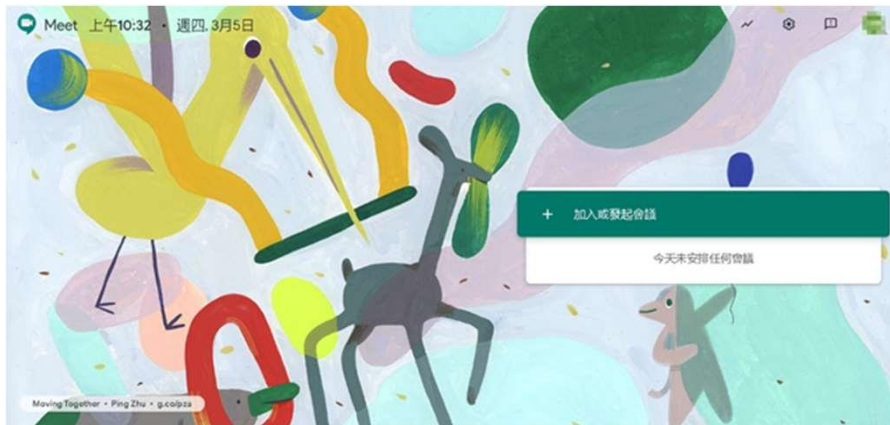 Meet 上午10:32 • 週四, 3月5日
+ 加入或發起會議
今天未安排任何會議
Moving Together • Ping Zhu • g.co/pza